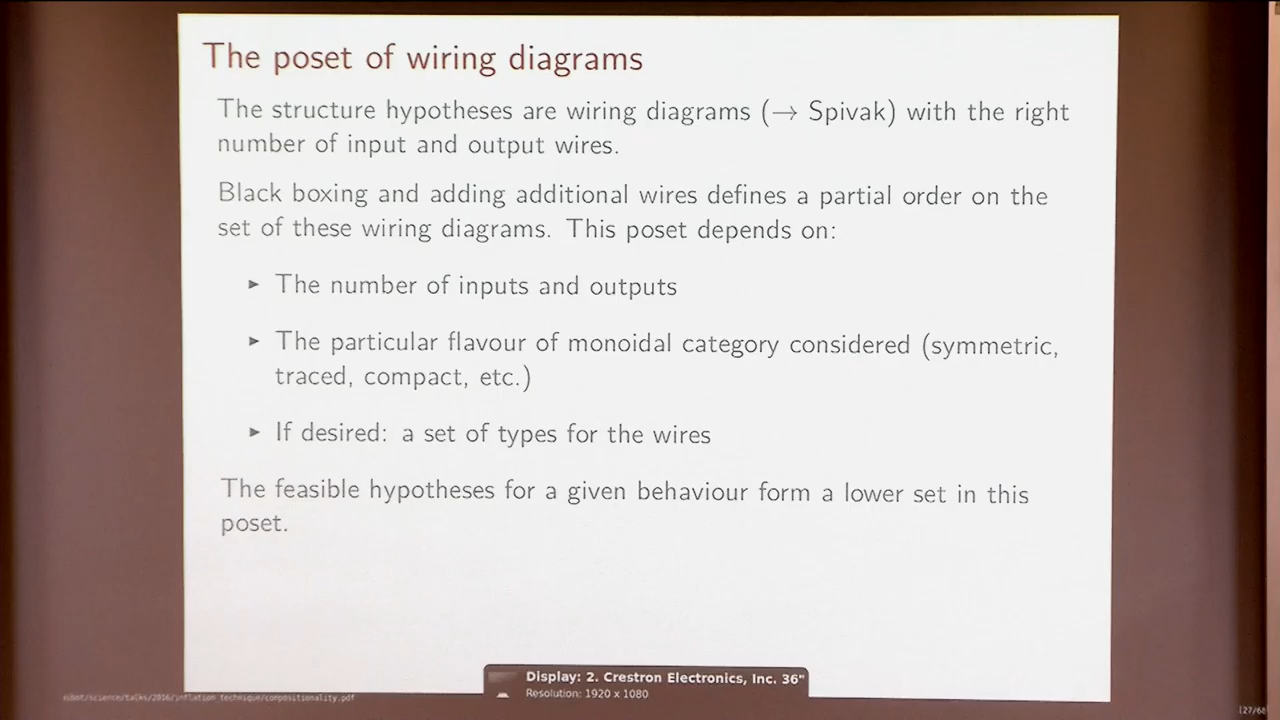 The poset of wiring diagrams
The structure hypotheses are wiring diagrams (→ Spivak) with the right
number of input and output wires.
Black boxing and adding additional wires defines a partial order on the
set of these wiring diagrams. This poset depends on:
▸ The number of inputs and outputs
▸ The particular flavour of monoidal category considered (symmetric,
traced, compact, etc.)
▸ If desired: a set of types for the wires
The feasible hypotheses for a given behaviour form a lower set in this
poset.
Display: 2. Crestron Electronics, Inc. 36"
Resolution: 1920 x 1080